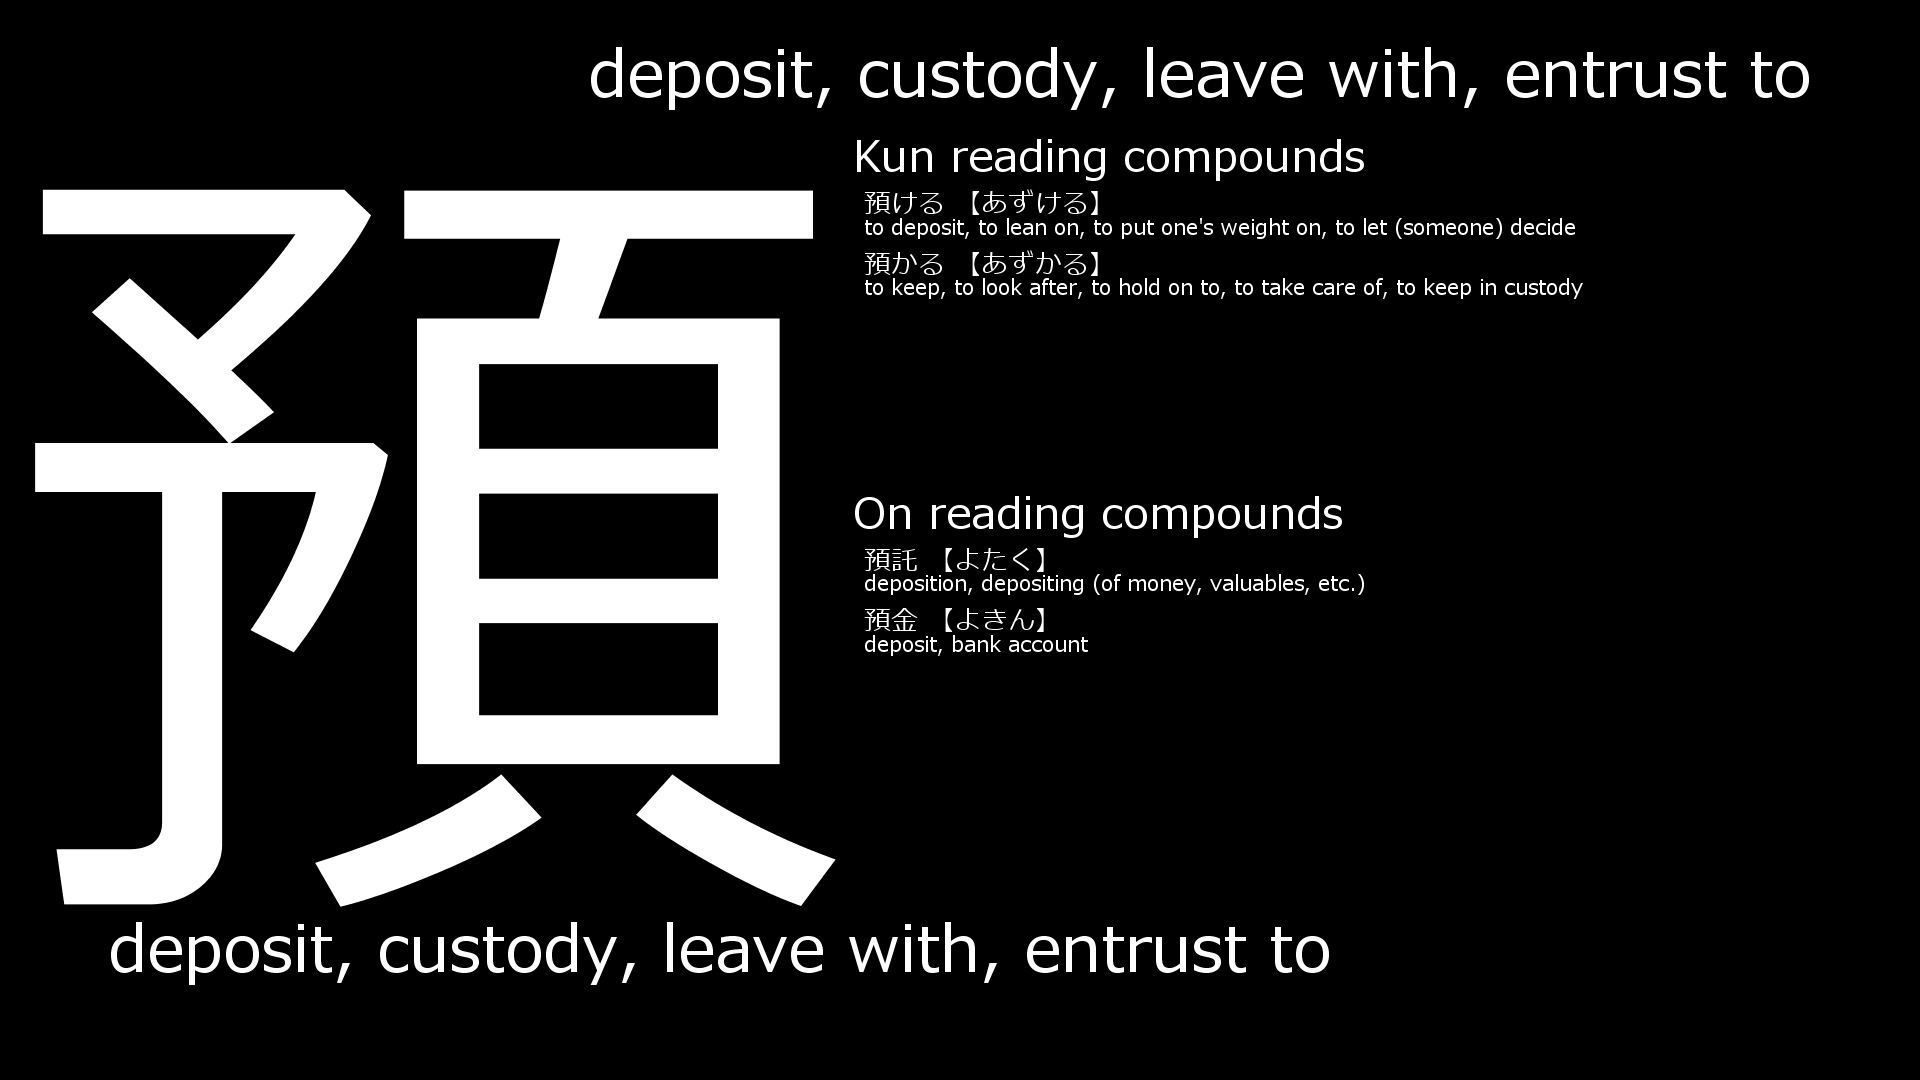 deposit, custody, leave with, entrust to
預
Kun reading compounds
預ける 【あずける】
to deposit, to lean on, to put one's weight on, to let (someone) decide
預かる 【あずかる】
to keep, to look after, to hold on to, to take care of, to keep in custody
On reading compounds
預託 【よたく】
deposition, depositing (of money, valuables, etc.)
預金 【よきん】
deposit, bank account
deposit, custody, leave with, entrust to